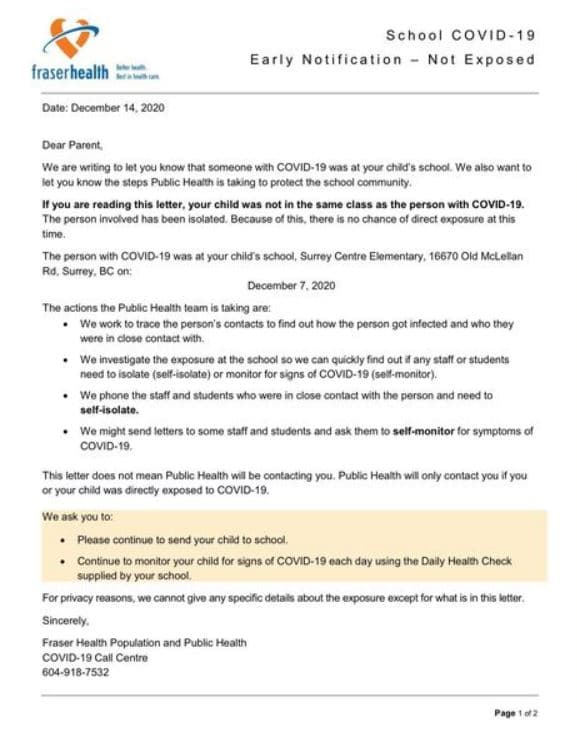 School COVID-19
Early Notification – Not Exposed
fraserhealth
Better health.
Best in health care.
Date: December 14, 2020
Dear Parent,
We are writing to let you know that someone with COVID-19 was at your child's school. We also want to
let you know the steps Public Health is taking to protect the school community.
If you are reading this letter, your child was not in the same class as the person with COVID-19.
The person involved has been isolated. Because of this, there is no chance of direct exposure at this
time.
The person with COVID-19 was at your child's school, Surrey Centre Elementary, 16670 Old McLellan
Rd, Surrey, BC on:
December 7, 2020
The actions the Public Health team is taking are:
• We work to trace the person's contacts to find out how the person got infected and who they
were in close contact with.
• We investigate the exposure at the school so we can quickly find out if any staff or students
need to isolate (self-isolate) or monitor for signs of COVID-19 (self-monitor).
• We phone the staff and students who were in close contact with the person and need to
self-isolate.
• We might send letters to some staff and students and ask them to self-monitor for symptoms of
COVID-19.
This letter does not mean Public Health will be contacting you. Public Health will only contact you if you
or your child was directly exposed to COVID-19.
We ask you to:
• Please continue to send your child to school.
• Continue to monitor your child for signs of COVID-19 each day using the Daily Health Check
supplied by your school.
For privacy reasons, we cannot give any specific details about the exposure except for what is in this letter.
Sincerely,
Fraser Health Population and Public Health
COVID-19 Call Centre
604-918-7532
Page 1 of 2